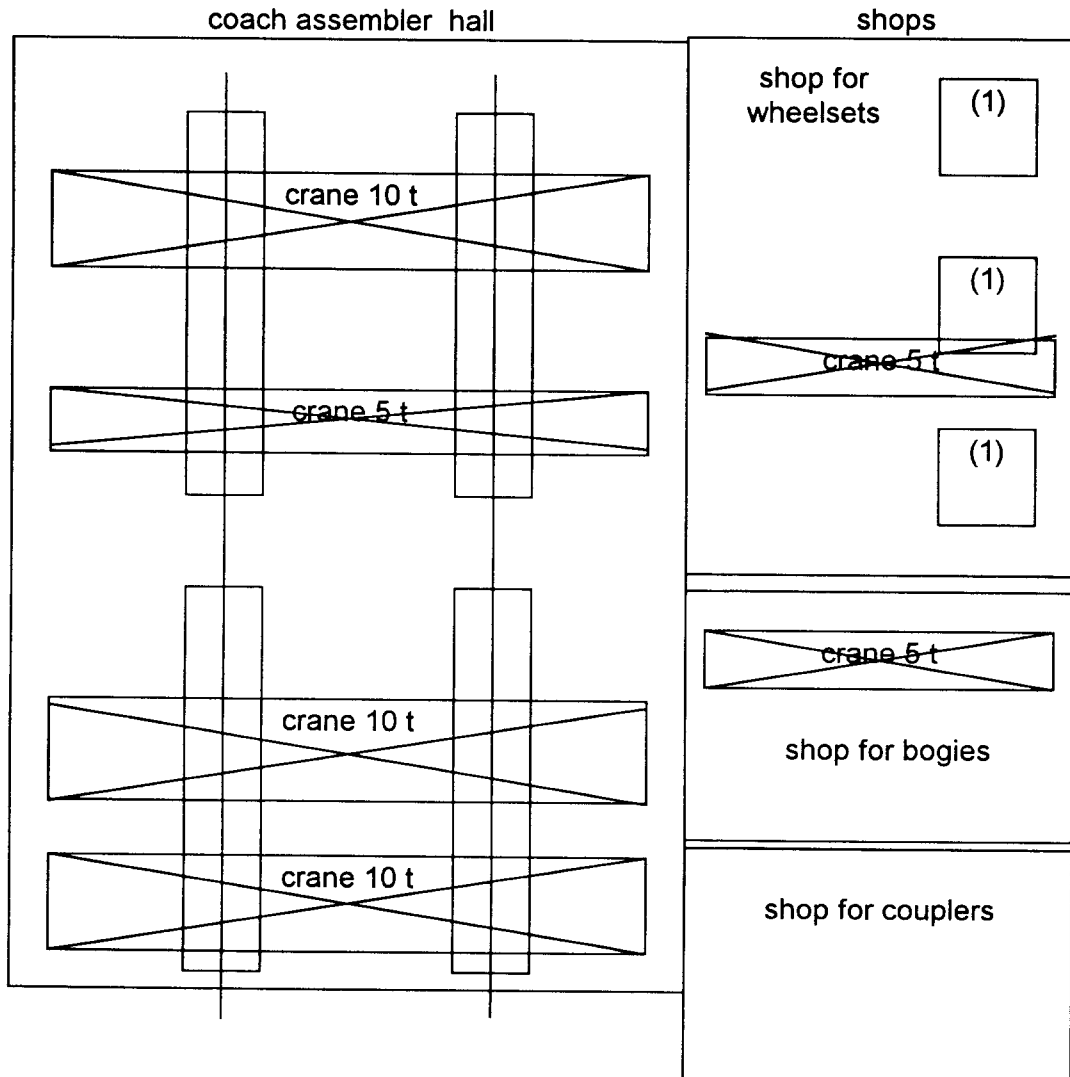 coach assembler hall
shops
crane 10 t
crane 5 t
crane 10 t
crane 10 t
shop for
wheelsets
(1)
(1)
crane 5 t
(1)
crane 5 t
shop for bogies
shop for couplers